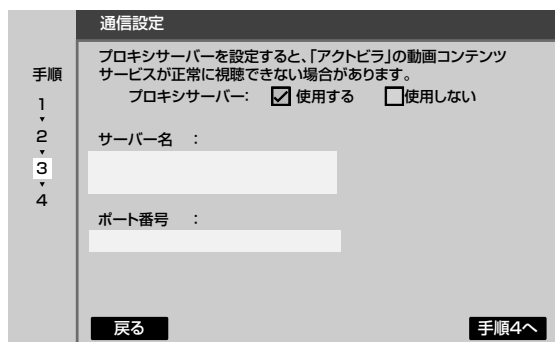 通信設定
プロキシサーバーを設定すると、「アクトビラ」の動画コンテンツ
サービスが正常に視聴できない場合があります。
手順
1
2
3
4
プロキシサーバー: 使用する 使用しない
サーバー名 :
ポート番号 :
戻る
手順4へ